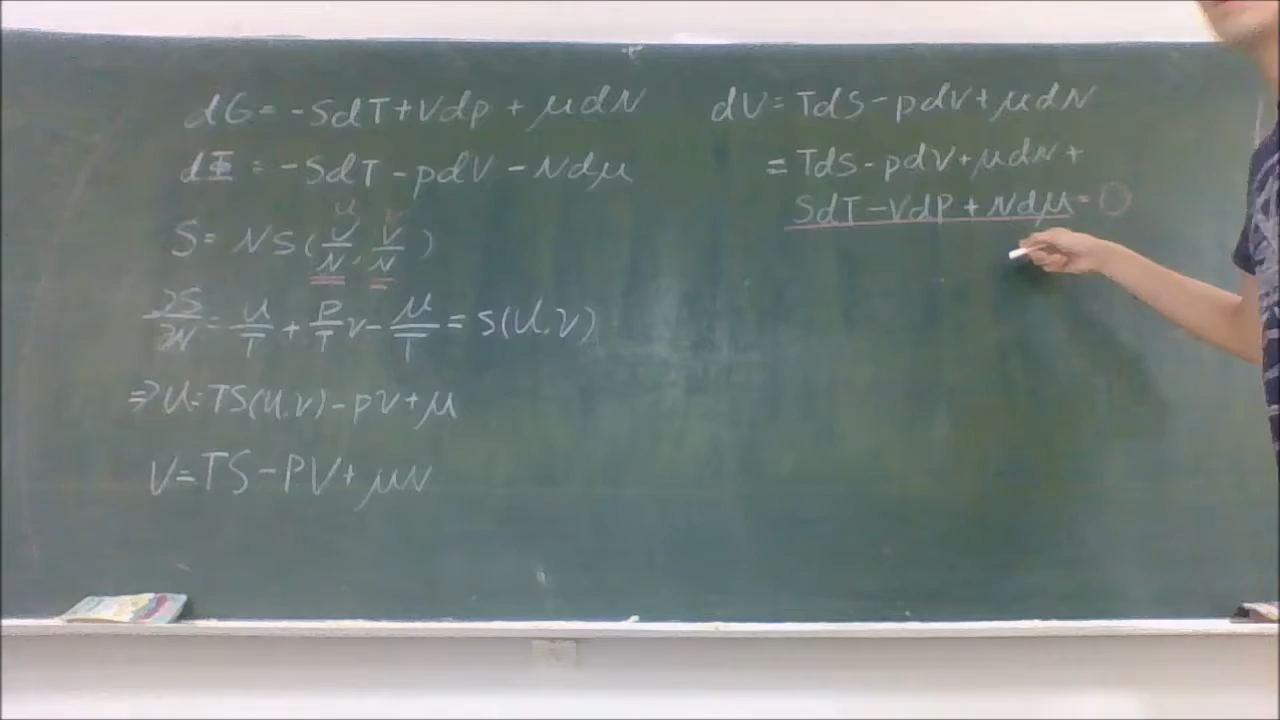 dG = -SdT + Vdp + μdN
dΦ = -SdT - pdV - Ndμ
S = NS(U/N, V/N)
u v
∂S/∂N = u/T + p/T v - μ/T = s(u,v)
⇒ u = TS(u,v) - pv + μ
U = TS - PV + μN
dU = TdS - pdV + μdN
= TdS - pdV + μdN +
SdT - VdP + Ndμ = 0